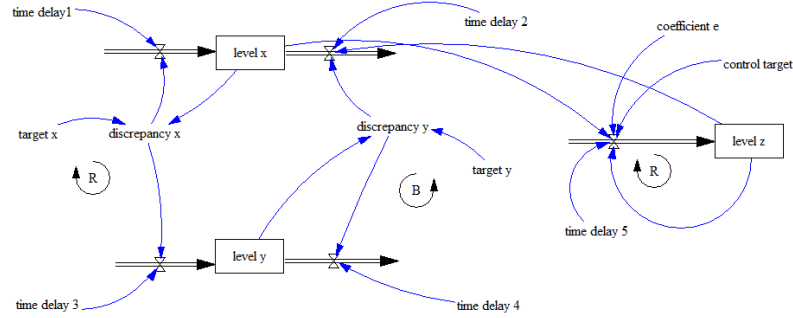 time delay1
time delay 2
coefficient e
level x
control target
target x
discrepancy x
discrepancy y
level z
R
B
target y
R
time delay 5
level y
time delay 3
time delay 4